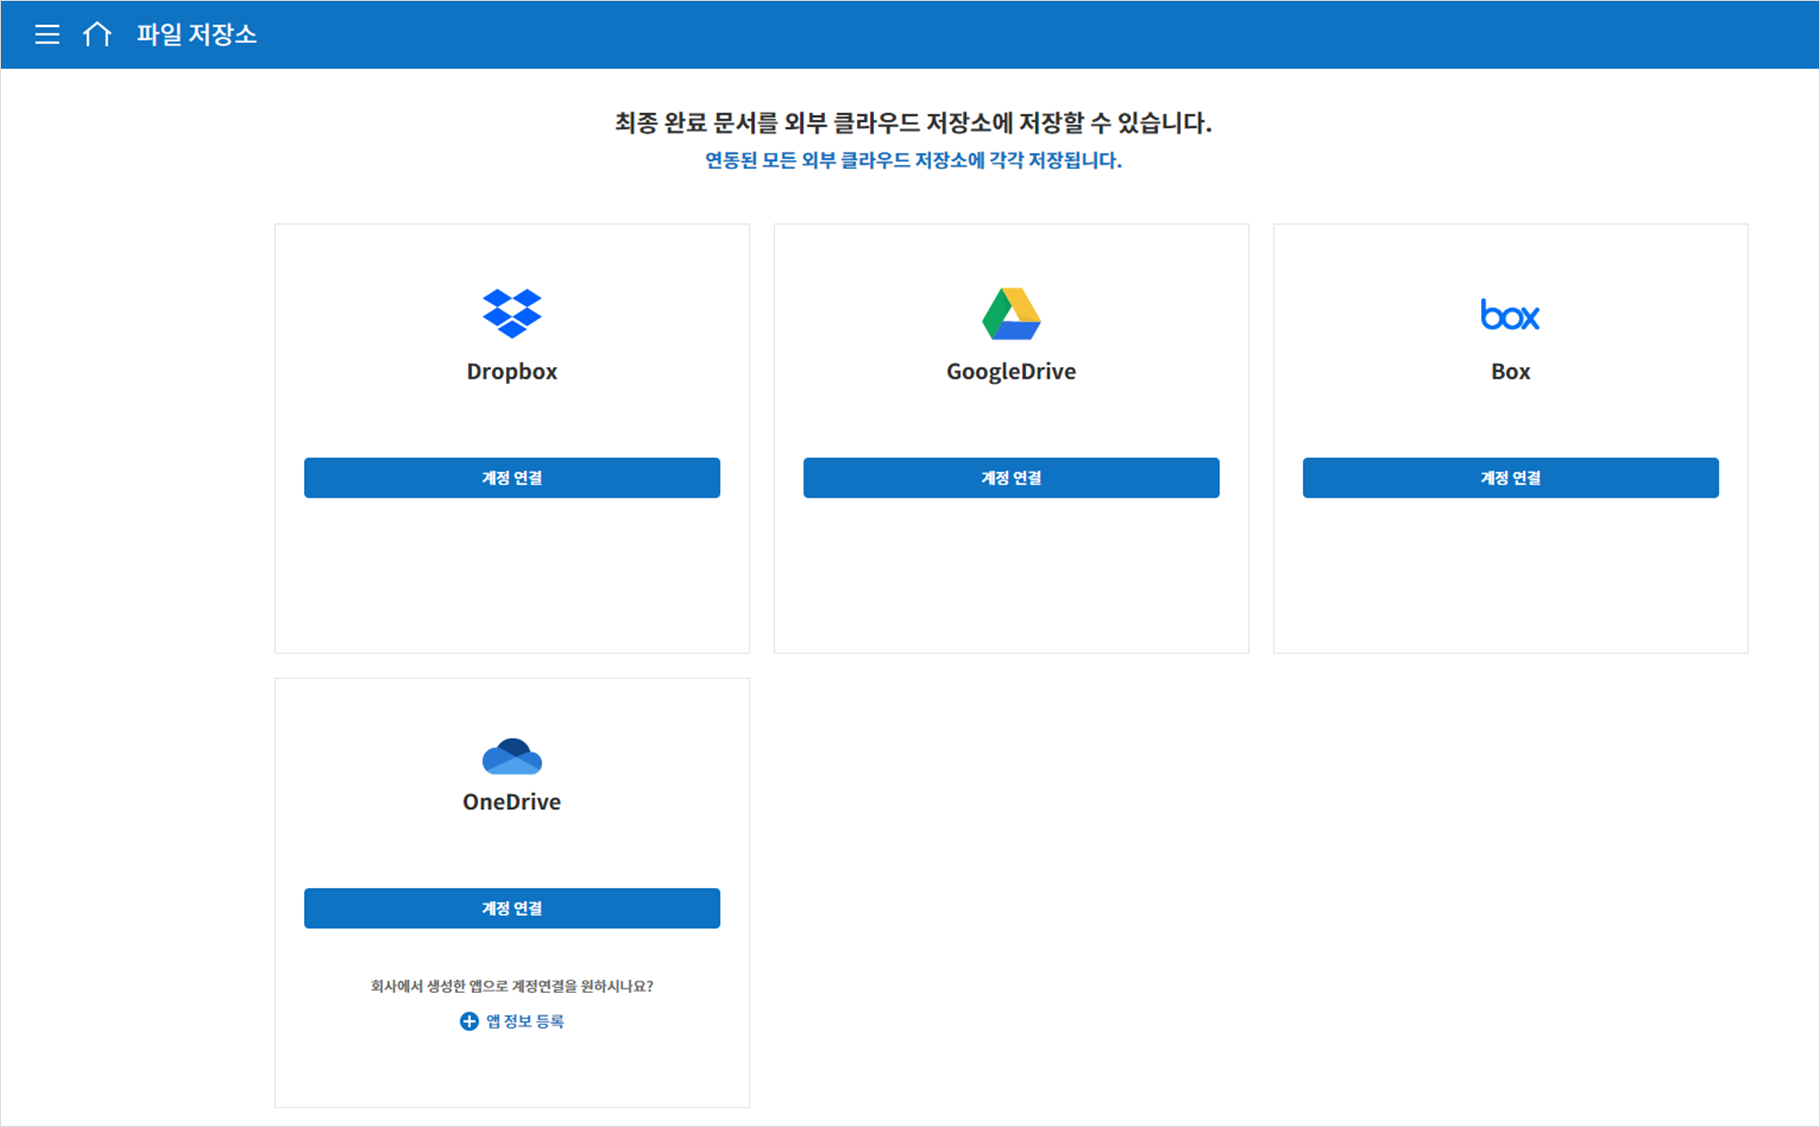 파일 저장소
최종 완료 문서를 외부 클라우드 저장소에 저장할 수 있습니다.
연동된 모든 외부 클라우드 저장소에 각각 저장됩니다.
box
Dropbox
GoogleDrive
Box
계정 연결
계정 연결
계정 연결
OneDrive
계정 연결
회사에서 생성한 앱으로 계정연결을 원하시나요?
앱 정보 등록